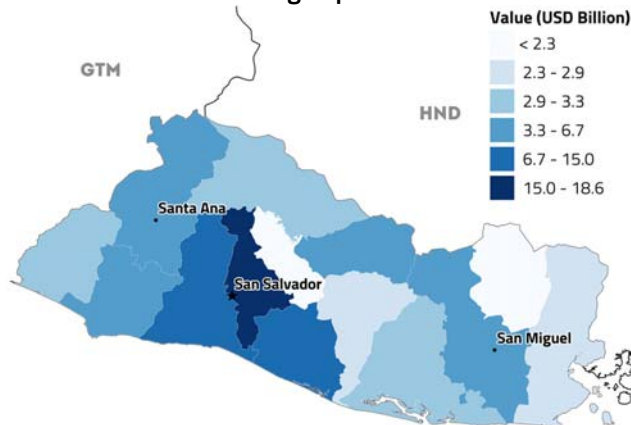 Value (USD Billion)
< 2.3
2.3 - 2.9
2.9 - 3.3
3.3 - 6.7
6.7 - 15.0
15.0 - 18.6
GTM
HND
Santa Ana
San Salvador
San Miguel